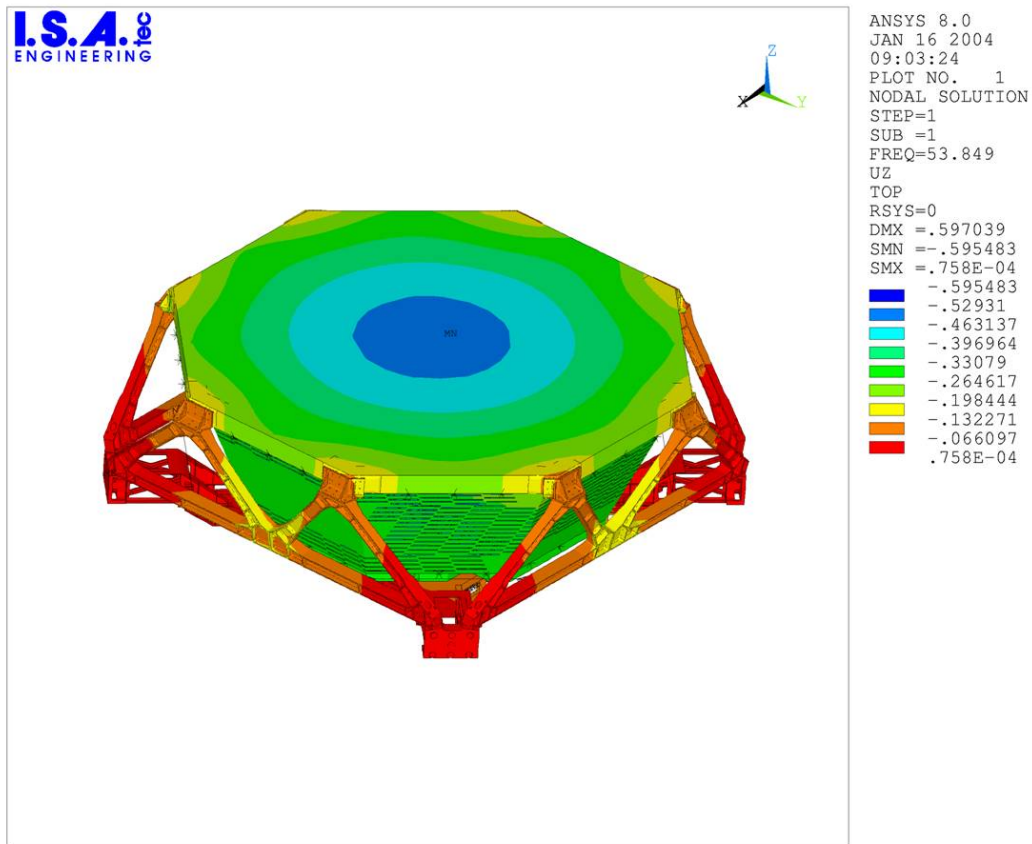 I.S.A. tec
ENGINEERING
Z
X
Y
MN
ANSYS 8.0
JAN 16 2004
09:03:24
PLOT NO. 1
NODAL SOLUTION
STEP=1
SUB =1
FREQ=53.849
UZ
TOP
RSYS=0
DMX =.597039
SMN =-.595483
SMX =.758E-04
-.595483
-.52931
-.463137
-.396964
-.33079
-.264617
-.198444
-.132271
-.066097
.758E-04